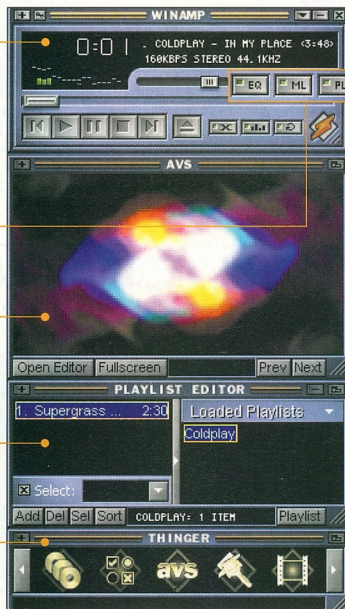 WINAMP
0:01 . COLDPLAY - IN MY PLACE <3:48>
160KBPS STEREO 44.1KHZ
EQ ML PL
AVS
Open Editor Fullscreen Prev Next
PLAYLIST EDITOR
1. Supergrass ... 2:30 Loaded Playlists
Coldplay
Select:
Add Del Sel Sort COLDPLAY: 1 ITEM Playlist
THINGER
avs